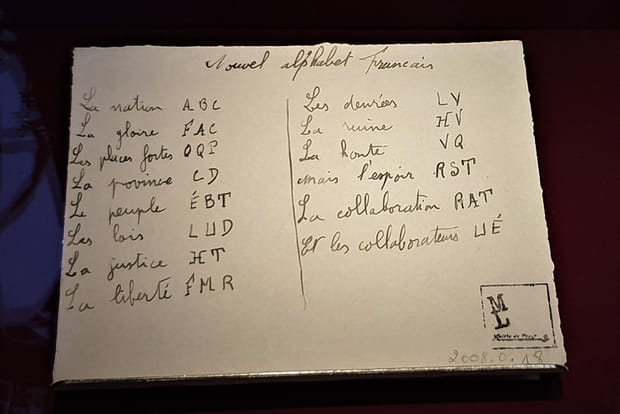 Nouvel alphabet Francais
La nation ABC
La gloire FAC
Les places fortes OQP
La province CD
Le peuple ÉBT
Les lois LUD
La justice HT
La liberté FMR
Les denrées LV
La ruine HV
La honte VQ
mais l'espoir RST
La collaboration RAT
Et les collaborateurs UÉ
ML
2008.0.18